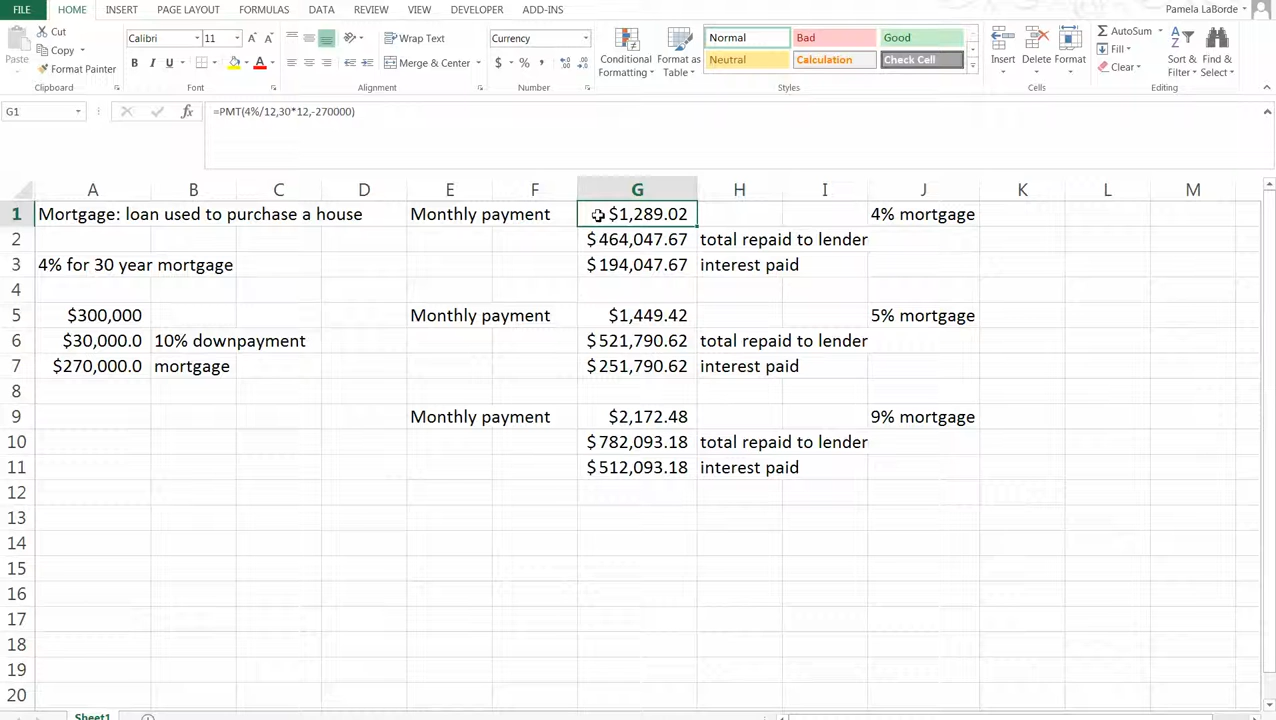 FILE HOME INSERT PAGE LAYOUT FORMULAS DATA REVIEW VIEW DEVELOPER ADD-INS Pamela LaBorde
Paste Cut Copy Format Painter
Clipboard
Calibri 11 A A
B I U A
Font
Wrap Text
Merge & Center
Alignment
Currency
$ % ,
Number
Conditional Formatting Format as Table
Normal Bad Good
Neutral Calculation Check Cell
Styles
Insert Delete Format
Cells
AutoSum
Fill
Clear
Sort & Filter Find & Select
Editing
G1 fx =PMT(4%/12,30*12,-270000)
A B C D E F G H I J K L M
1 Mortgage: loan used to purchase a house Monthly payment $1,289.02 4% mortgage
2 $464,047.67 total repaid to lender
3 4% for 30 year mortgage $194,047.67 interest paid
4
5 $300,000 Monthly payment $1,449.42 5% mortgage
6 $30,000.0 10% downpayment $521,790.62 total repaid to lender
7 $270,000.0 mortgage $251,790.62 interest paid
8
9 Monthly payment $2,172.48 9% mortgage
10 $782,093.18 total repaid to lender
11 $512,093.18 interest paid
12
13
14
15
16
17
18
19
20
Sheet1